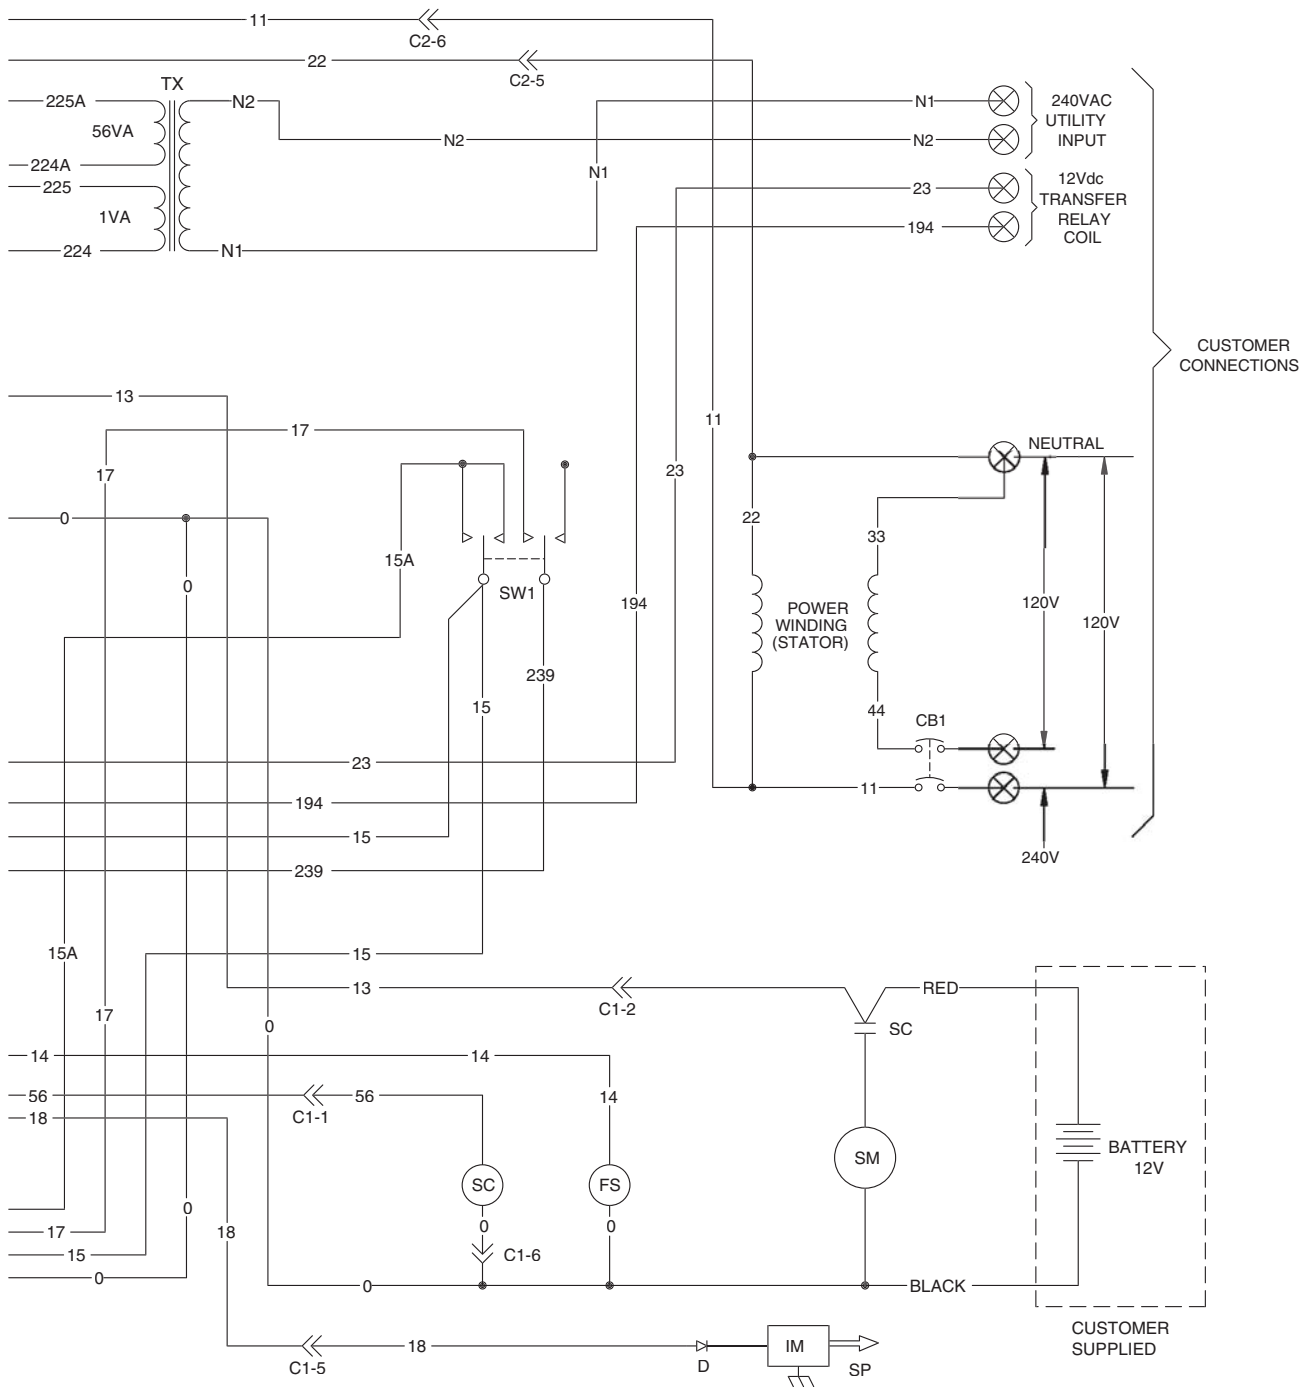 11
C2-6
22
C2-5
TX
225A
N2
N1
240VAC
56VA
UTILITY
N2
N2
INPUT
224A
N1
225
23
12Vdc
TRANSFER
1VA
RELAY
194
COIL
224
N1
CUSTOMER
CONNECTIONS
13
11
17
NEUTRAL
17
23
0
22
33
15A
0
SW1
194
POWER
WINDING
(STATOR)
120V
120V
239
15
44
CB1
23
11
194
15
240V
239
15A
15
13
RED
C1-2
17
0
SC
14
14
56
56
14
18
C1-1
BATTERY
12V
SM
SC
FS
0
18
0
0
17
15
C1-6
0
0
BLACK
CUSTOMER
SUPPLIED
18
IM
C1-5
D
SP